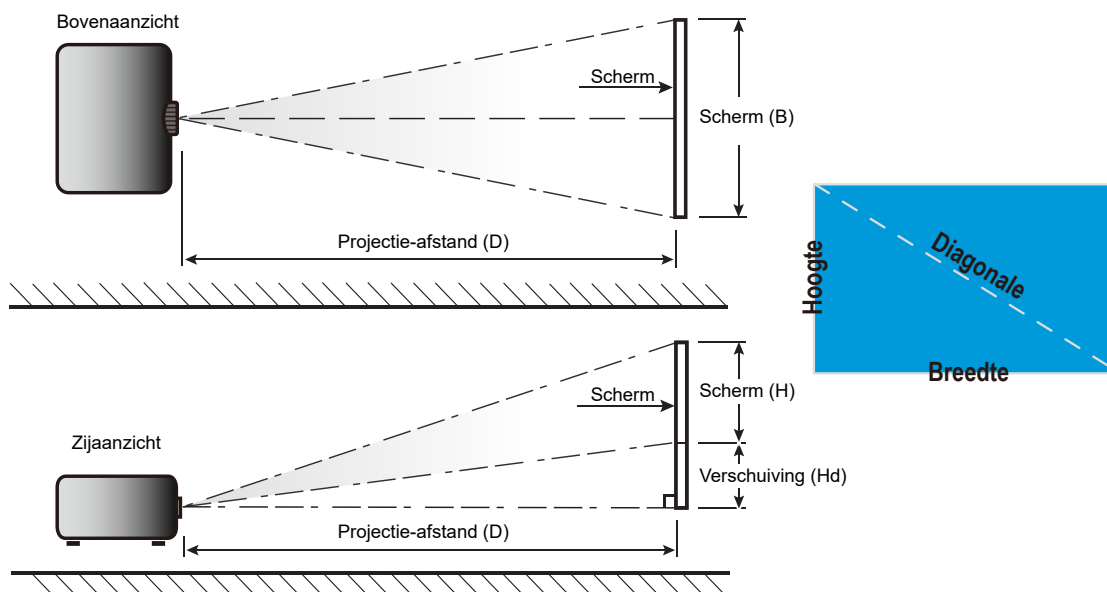 Bovenaanzicht
Scherm
Scherm (B)
Projectie-afstand (D)
Hoogte
Diagonale
Breedte
Zijaanzicht
Scherm
Scherm (H)
Verschuiving (Hd)
Projectie-afstand (D)